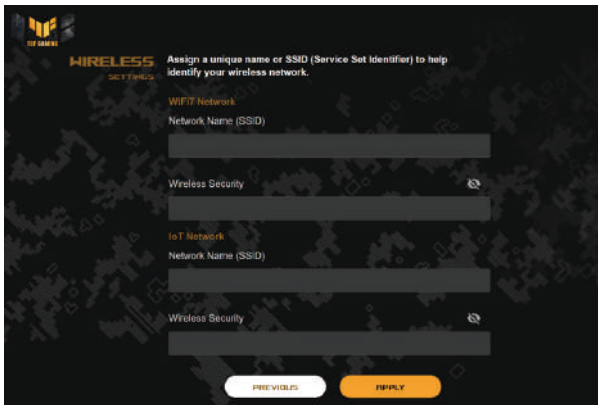 TUF GAMING
WIRELESS
SETTINGS
Assign a unique name or SSID (Service Set Identifier) to help
identify your wireless network.
WiFi7 Network
Network Name (SSID)
Wireless Security
IoT Network
Network Name (SSID)
Wireless Security
PREVIOUS
APPLY